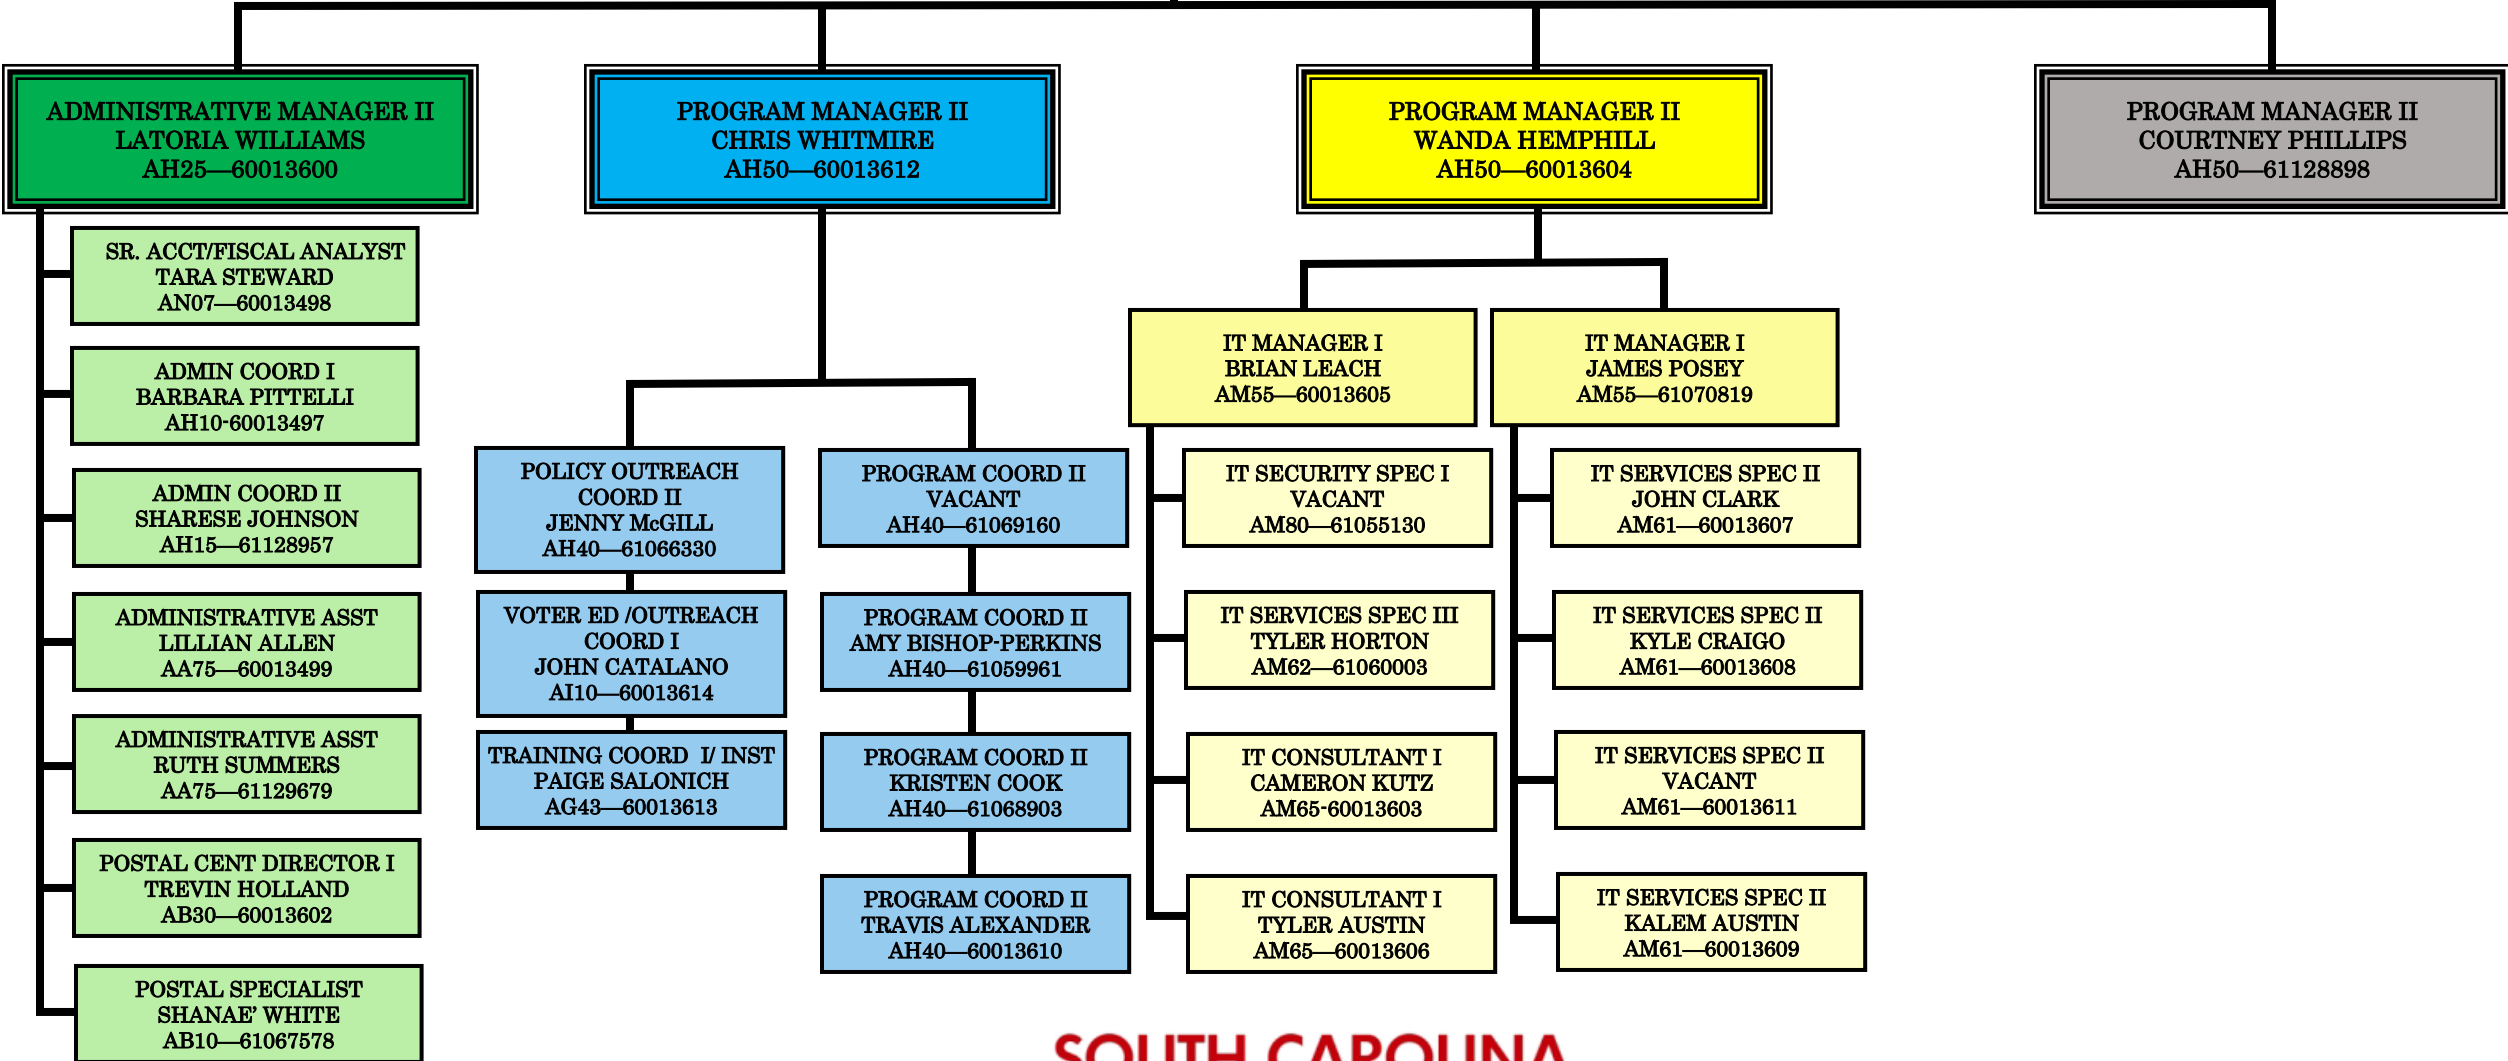 ADMINISTRATIVE MANAGER II
LATORIA WILLIAMS
AH25—60013600
PROGRAM MANAGER II
CHRIS WHITMIRE
AH50—60013612
PROGRAM MANAGER II
WANDA HEMPHILL
AH50—60013604
PROGRAM MANAGER II
COURTNEY PHILLIPS
AH50—61128898
SR. ACCT/FISCAL ANALYST
TARA STEWARD
AN07—60013498
ADMIN COORD I
BARBARA PITTELLI
AH10-60013497
ADMIN COORD II
SHARESE JOHNSON
AH15—61128957
ADMINISTRATIVE ASST
LILLIAN ALLEN
AA75—60013499
ADMINISTRATIVE ASST
RUTH SUMMERS
AA75—61129679
POSTAL CENT DIRECTOR I
TREVIN HOLLAND
AB30—60013602
POSTAL SPECIALIST
SHANAE’ WHITE
AB10—61067578
POLICY OUTREACH
COORD II
JENNY McGILL
AH40—61066330
VOTER ED /OUTREACH
COORD I
JOHN CATALANO
AI10—60013614
TRAINING COORD  I/ INST
PAIGE SALONICH
AG43—60013613
PROGRAM COORD II
VACANT
AH40—61069160
PROGRAM COORD II
AMY BISHOP-PERKINS
AH40—61059961
PROGRAM COORD II
KRISTEN COOK
AH40—61068903
PROGRAM COORD II
TRAVIS ALEXANDER
AH40—60013610
IT MANAGER I
BRIAN LEACH
AM55—60013605
IT SECURITY SPEC I
VACANT
AM80—61055130
IT SERVICES SPEC III
TYLER HORTON
AM62—61060003
IT CONSULTANT I
CAMERON KUTZ
AM65-60013603
IT CONSULTANT I
TYLER AUSTIN
AM65—60013606
IT MANAGER I
JAMES POSEY
AM55—61070819
IT SERVICES SPEC II
JOHN CLARK
AM61—60013607
IT SERVICES SPEC II
KYLE CRAIGO
AM61—60013608
IT SERVICES SPEC II
VACANT
AM61—60013611
IT SERVICES SPEC II
KALEM AUSTIN
AM61—60013609
SOUTH CAROLINA